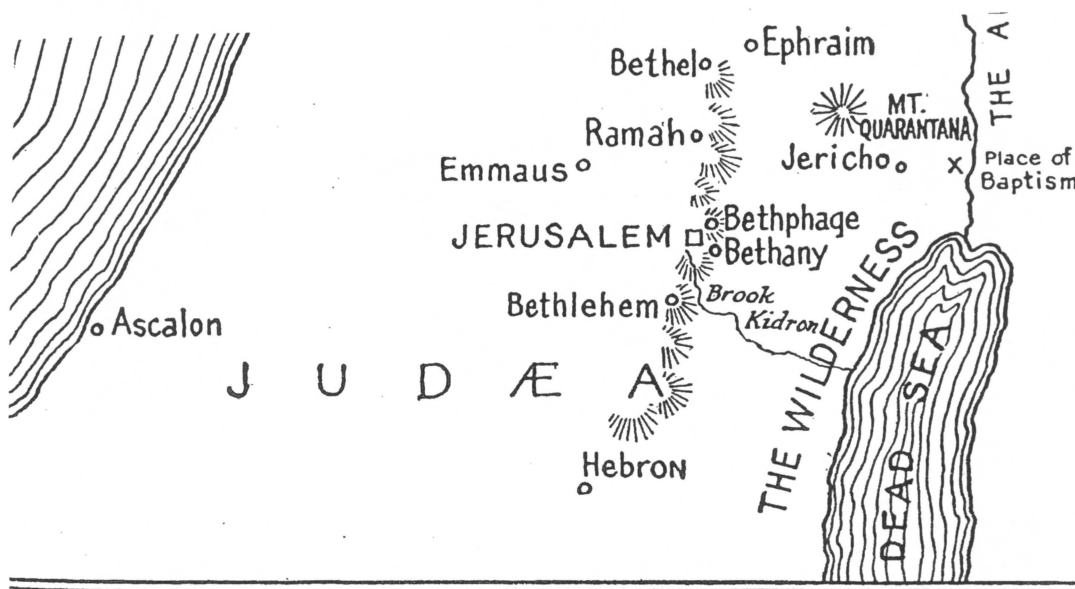 Ephraim
Bethel
THE A
MT.
QUARANTANA
Ramah
Emmaus
Jericho
x
Place of
Baptism
Bethphage
JERUSALEM
Bethany
Bethlehem
Brook
Kidron
THE WILDERNESS
Ascalon
JUDÆA
DEAD SEA
Hebron